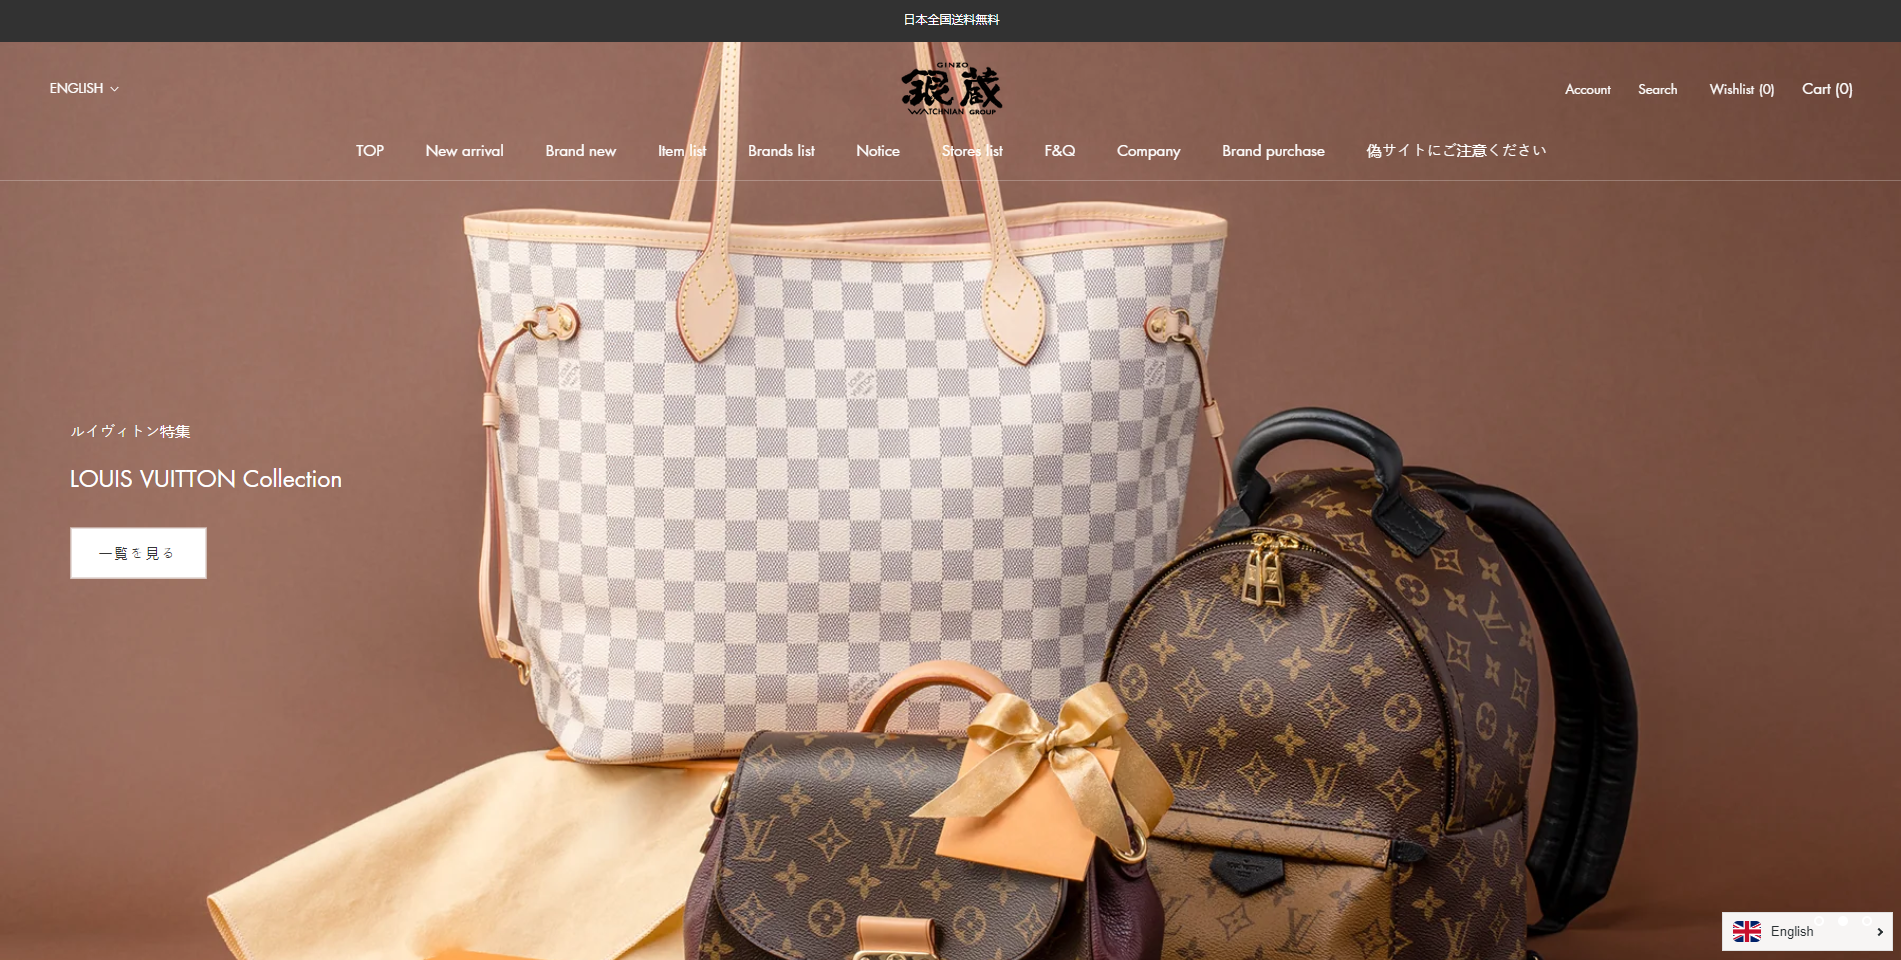 日本全国送料無料
ENGLISH
GINZO
銀蔵
WATCHNIAN GROUP
Account
Search
Wishlist (0)
Cart (0)
TOP
New arrival
Brand new
Item list
Brands list
Notice
Stores list
F&Q
Company
Brand purchase
偽サイトにご注意ください
ルイヴィトン特集
LOUIS VUITTON Collection
一覧を見る
English